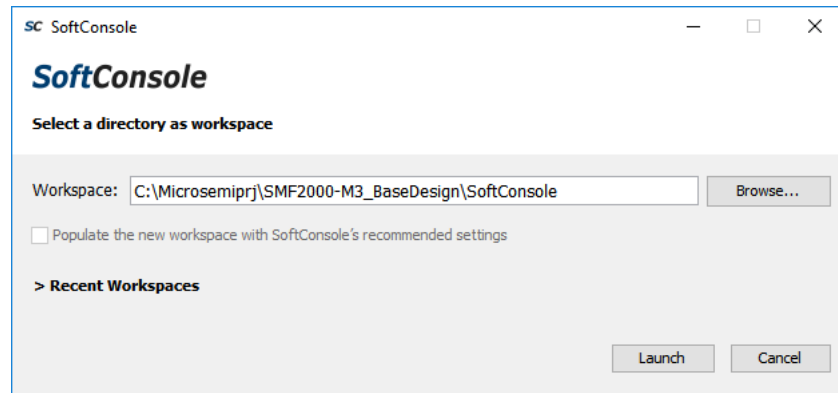 SC SoftConsole
SoftConsole
Select a directory as workspace
Workspace: C:\Microsemiprj\SMF2000-M3_BaseDesign\SoftConsole Browse...
Populate the new workspace with SoftConsole's recommended settings
> Recent Workspaces
Launch Cancel